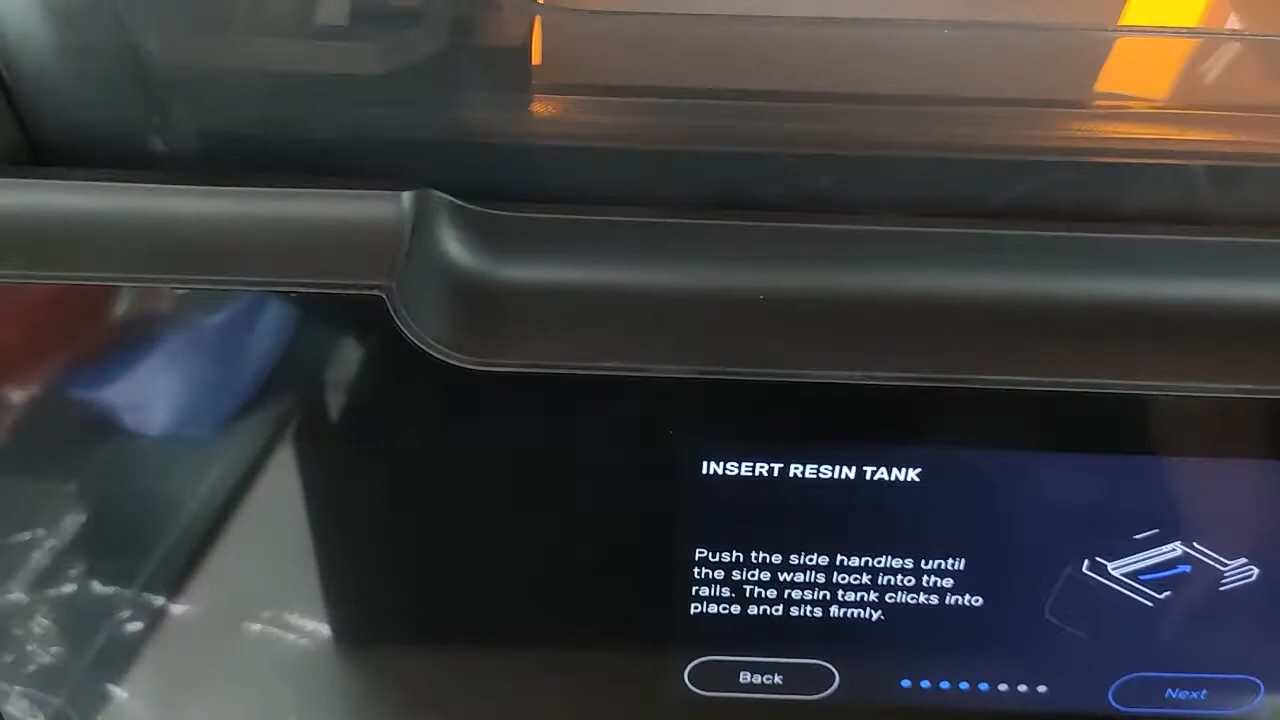 INSERT RESIN TANK
Push the side handles until
the side walls lock into the
rails. The resin tank clicks into
place and sits firmly.
Back
Next